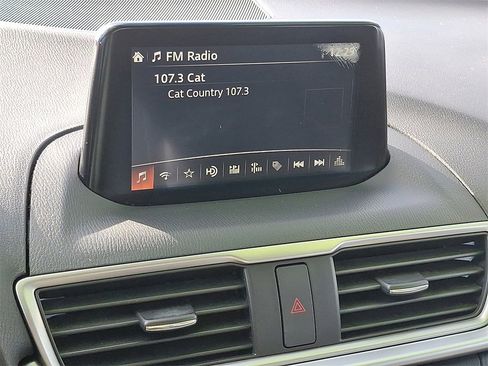 FM Radio
107.3 Cat
Cat Country 107.3